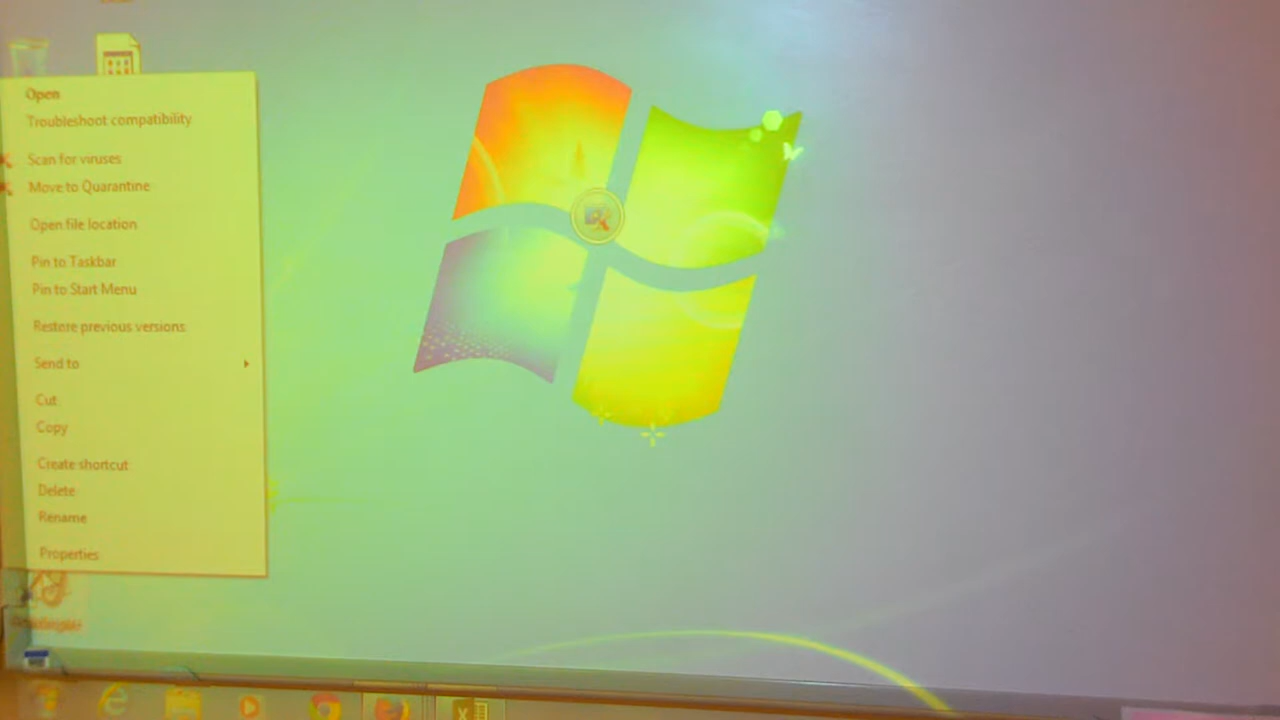 Open
Troubleshoot compatibility
Scan for viruses
Move to Quarantine
Open file location
Pin to Taskbar
Pin to Start Menu
Restore previous versions
Send to
Cut
Copy
Create shortcut
Delete
Rename
Properties